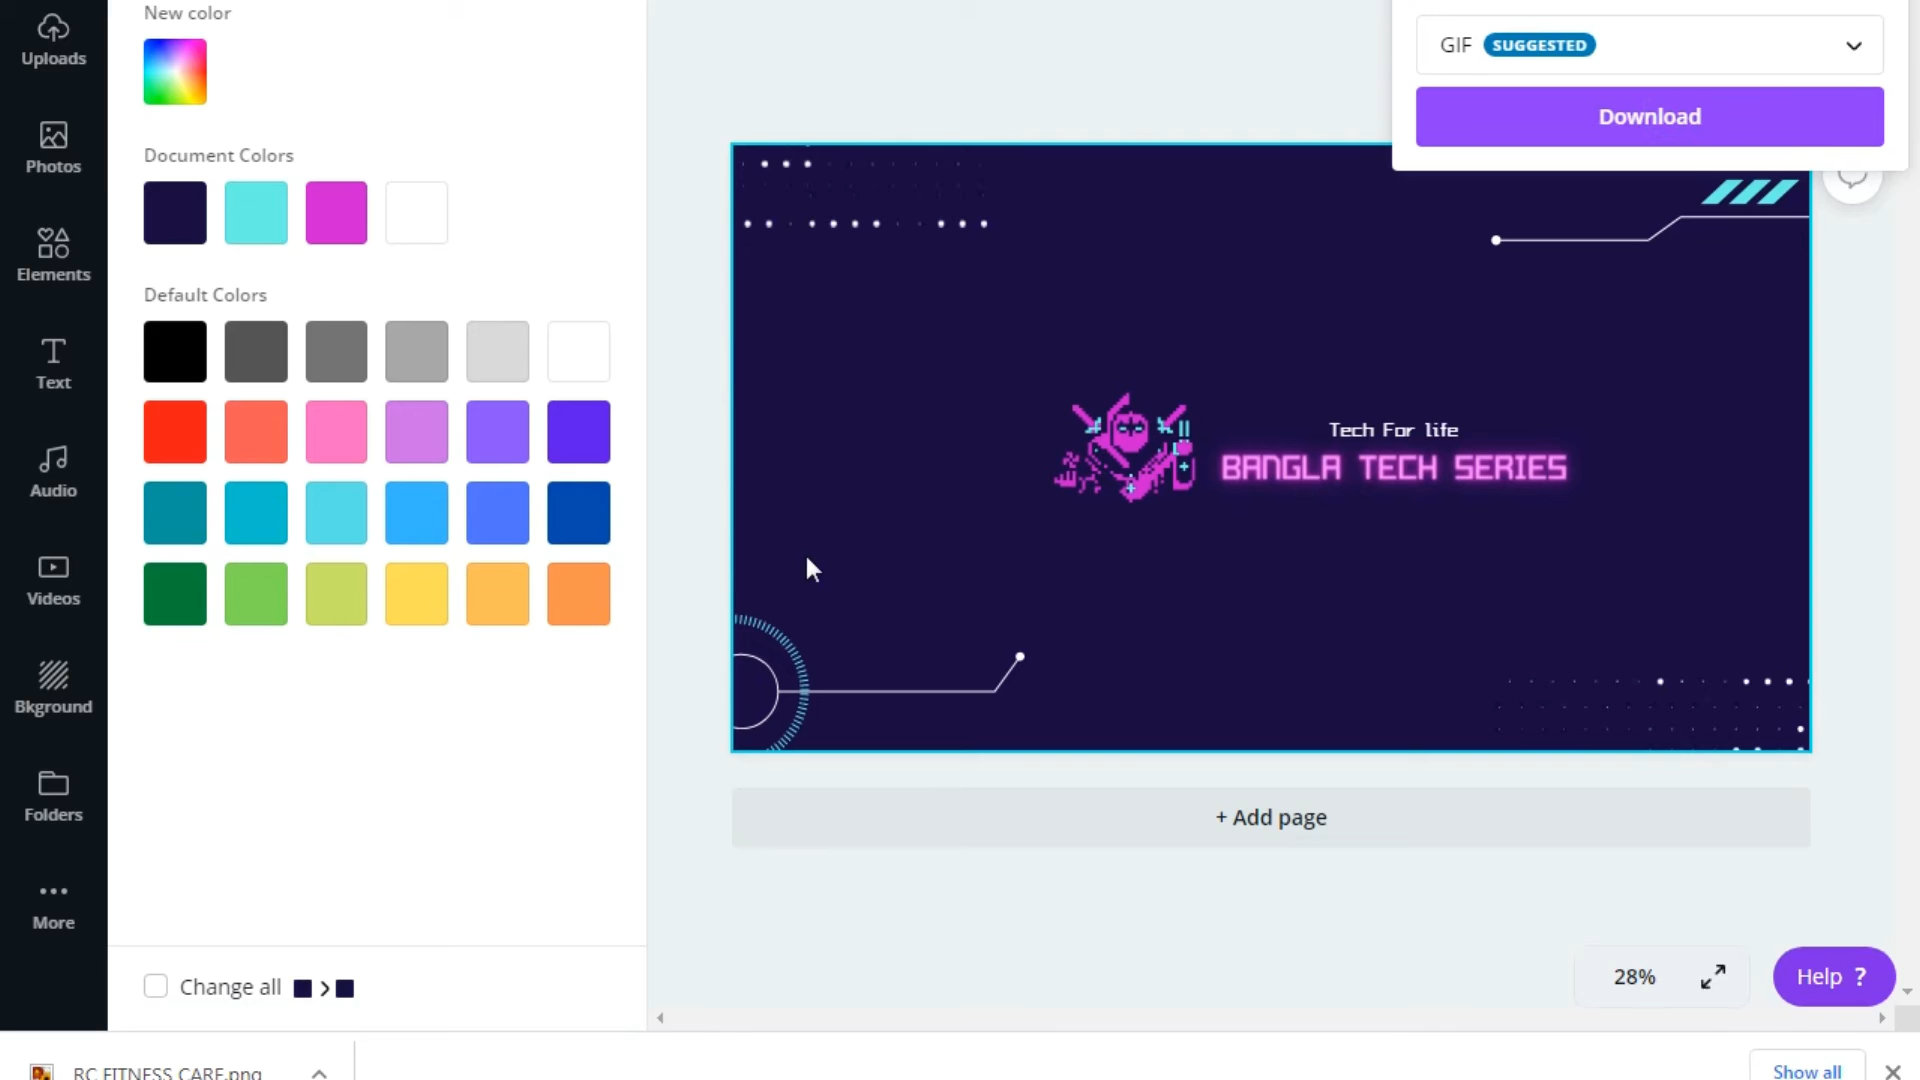 Uploads
Photos
Elements
Text
Audio
Videos
Bkground
Folders
More
New color
Document Colors
Default Colors
Change all
GIF SUGGESTED
Download
Tech For life
BANGLA TECH SERIES
+ Add page
28%
Help ?
RC FITNESS CARE.png
Show all